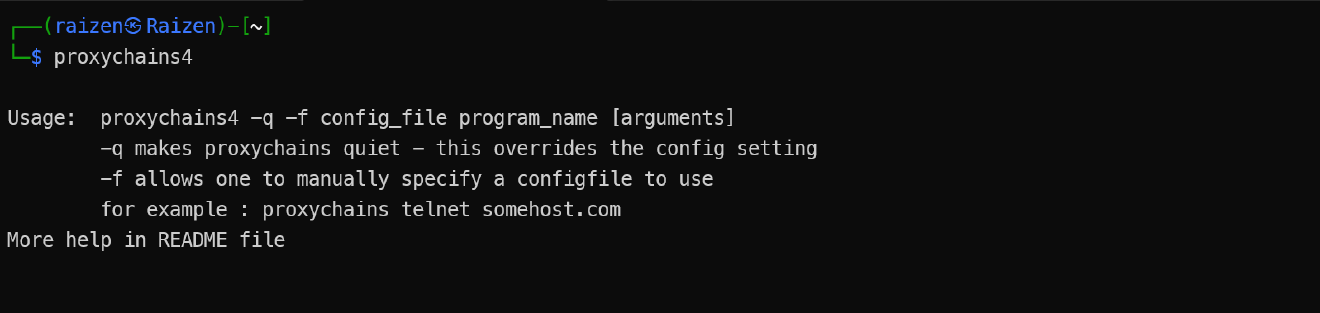 ┌──(raizen㉿Raizen)-[~]
└─$ proxychains4
Usage:  proxychains4 -q -f config_file program_name [arguments]
        -q makes proxychains quiet - this overrides the config setting
        -f allows one to manually specify a configfile to use
        for example : proxychains telnet somehost.com
More help in README file